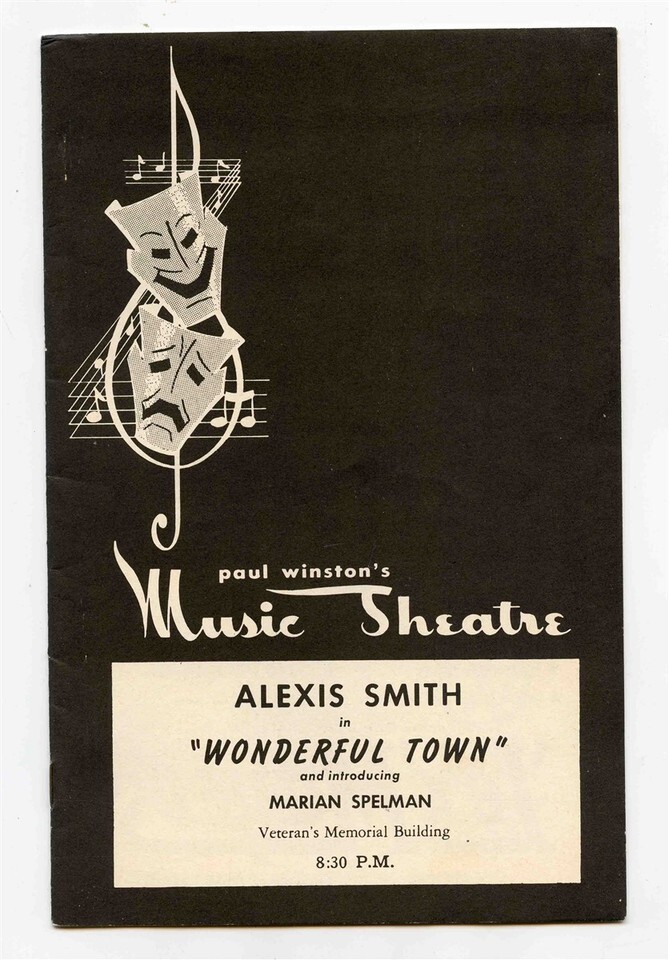 paul winston's
Music Theatre
ALEXIS SMITH
in
"WONDERFUL TOWN"
and introducing
MARIAN SPELMAN
Veteran's Memorial Building
8:30 P.M.